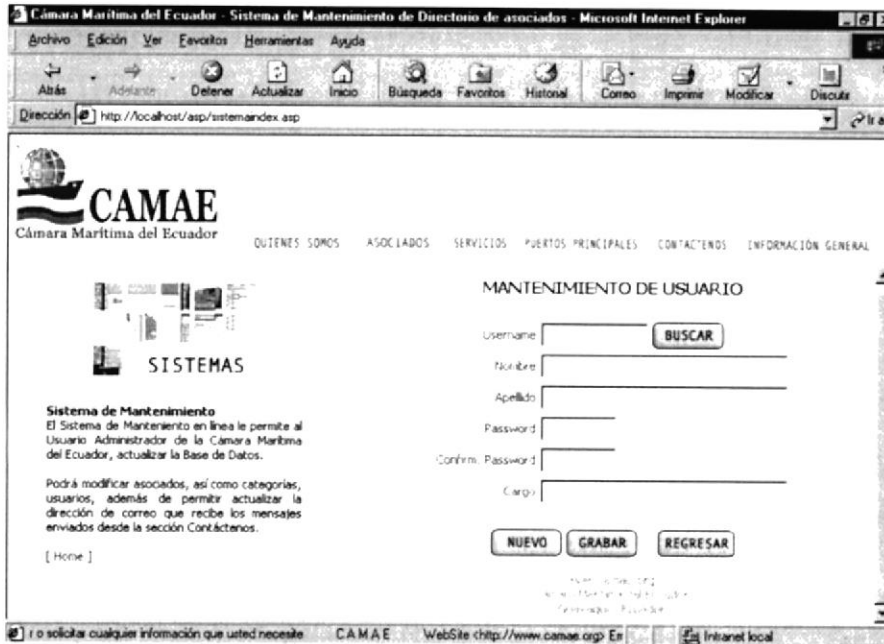 Cámara Marítima del Ecuador - Sistema de Mantenimiento de Directorio de asociados - Microsoft Internet Explorer
Archivo Edición Ver Favoritos Herramientas Ayuda
Atrás Adelante Detener Actualizar Inicio Búsqueda Favoritos Historial Correo Imprimir Modificar Discutir
Dirección http://localhost/asp/sistemaindex.asp Ir a
CAMAE
Cámara Marítima del Ecuador
QUIENES SOMOS ASOCIADOS SERVICIOS PUERTOS PRINCIPALES CONTACTENOS INFORMACIÓN GENERAL
SISTEMAS
Sistema de Mantenimiento
El Sistema de Manteniento en línea le permite al
Usuario Administrador de la Cámara Marítima
del Ecuador, actualizar la Base de Datos.
Podrá modificar asociados, así como categorías,
usuarios, además de permitir actualizar la
dirección de correo que recibe los mensajes
enviados desde la sección Contáctenos.
[ Home ]
MANTENIMIENTO DE USUARIO
Username BUSCAR
Nombre
Apellido
Password
Confirm. Password
Cargo
NUEVO GRABAR REGRESAR
r o solicitar cualquier información que usted necesite C A M A E WebSite <http://www.camae.org> En Intranet local